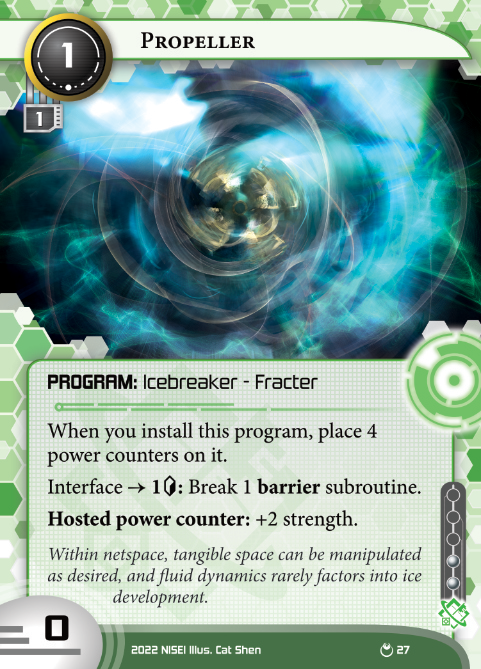 1
Propeller
1
PROGRAM: Icebreaker - Fracter
When you install this program, place 4
power counters on it.
Interface → 1: Break 1 barrier subroutine.
Hosted power counter: +2 strength.
Within netspace, tangible space can be manipulated
as desired, and fluid dynamics rarely factors into ice
development.
0
2022 NISEI Illus. Cat Shen
27